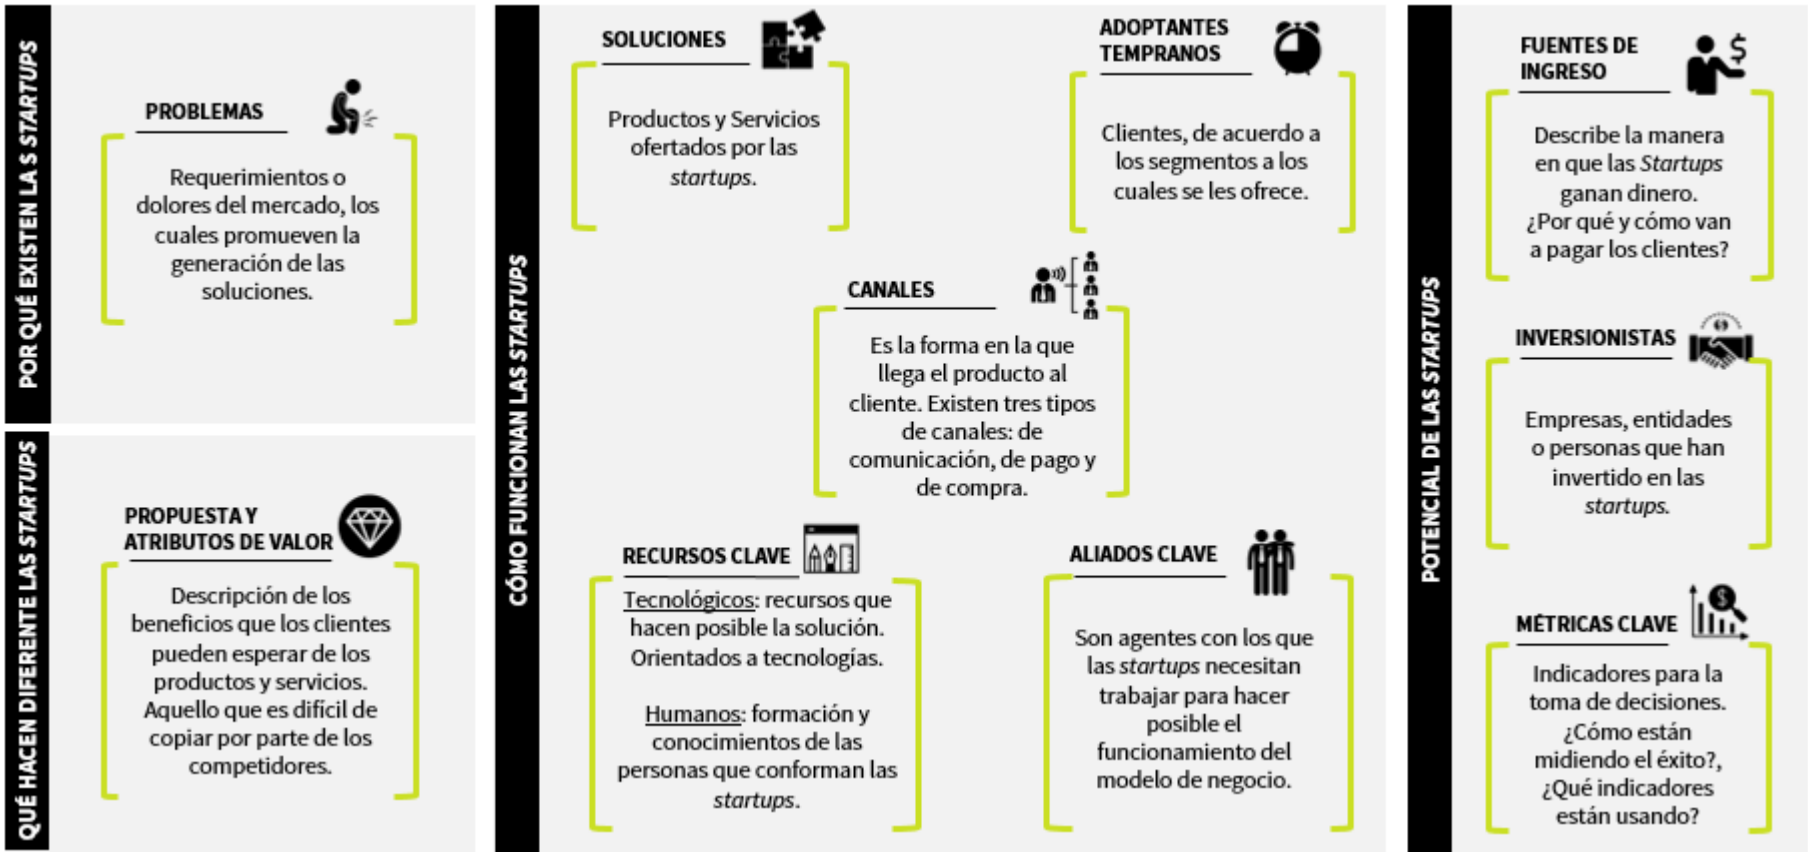 POR QUÉ EXISTEN LAS STARTUPS
PROBLEMAS
Requerimientos o
dolores del mercado, los
cuales promueven la
generación de las
soluciones.
QUÉ HACEN DIFERENTE LAS STARTUPS
PROPUESTA Y
ATRIBUTOS DE VALOR
Descripción de los
beneficios que los clientes
pueden esperar de los
productos y servicios.
Aquello que es difícil de
copiar por parte de los
competidores.
CÓMO FUNCIONAN LAS STARTUPS
SOLUCIONES
Productos y Servicios
ofertados por las
startups.
ADOPTANTES
TEMPRANOS
Clientes, de acuerdo a
los segmentos a los
cuales se les ofrece.
CANALES
Es la forma en la que
llega el producto al
cliente. Existen tres tipos
de canales: de
comunicación, de pago y
de compra.
RECURSOS CLAVE
Tecnológicos: recursos que
hacen posible la solución.
Orientados a tecnologías.
Humanos: formación y
conocimientos de las
personas que conforman las
startups.
ALIADOS CLAVE
Son agentes con los que
las startups necesitan
trabajar para hacer
posible el
funcionamiento del
modelo de negocio.
POTENCIAL DE LAS STARTUPS
FUENTES DE
INGRESO
Describe la manera
en que las Startups
ganan dinero.
¿Por qué y cómo van
a pagar los clientes?
INVERSIONISTAS
Empresas, entidades
o personas que han
invertido en las
startups.
MÉTRICAS CLAVE
Indicadores para la
toma de decisiones.
¿Cómo están
midiendo el éxito?,
¿Qué indicadores
están usando?